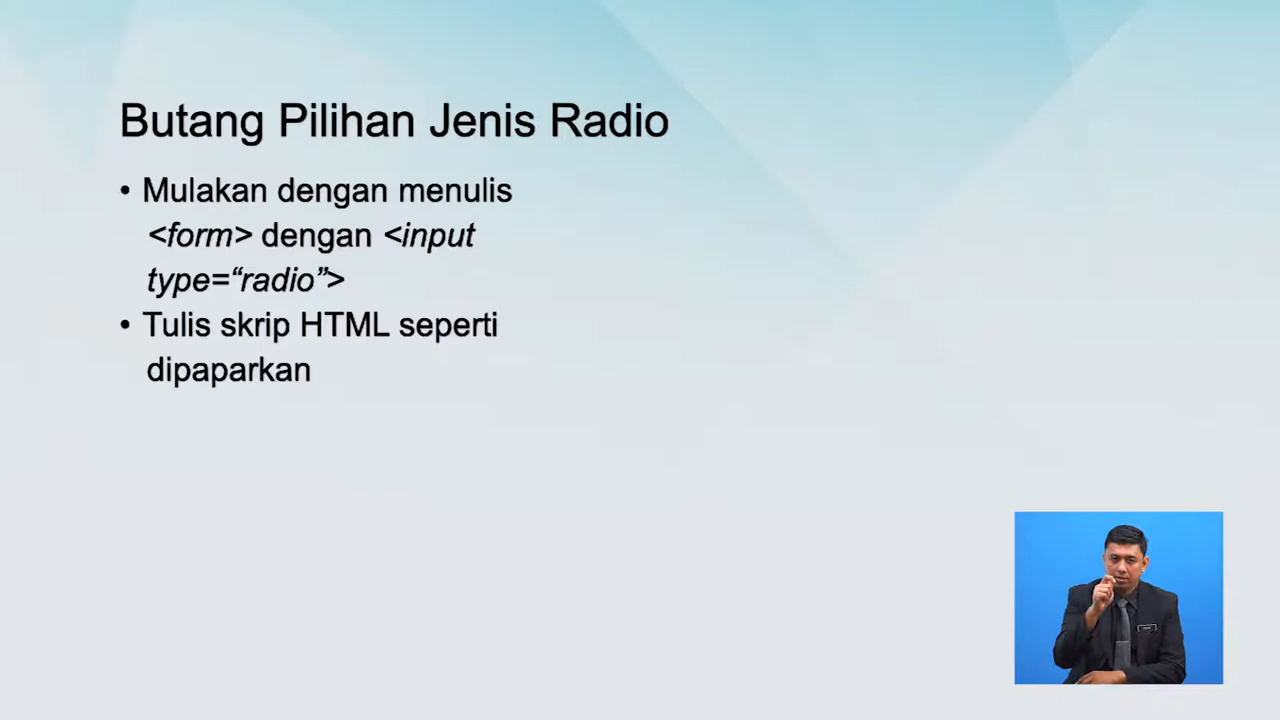 Butang Pilihan Jenis Radio
• Mulakan dengan menulis
<form> dengan <input
type=“radio”>
• Tulis skrip HTML seperti
dipaparkan